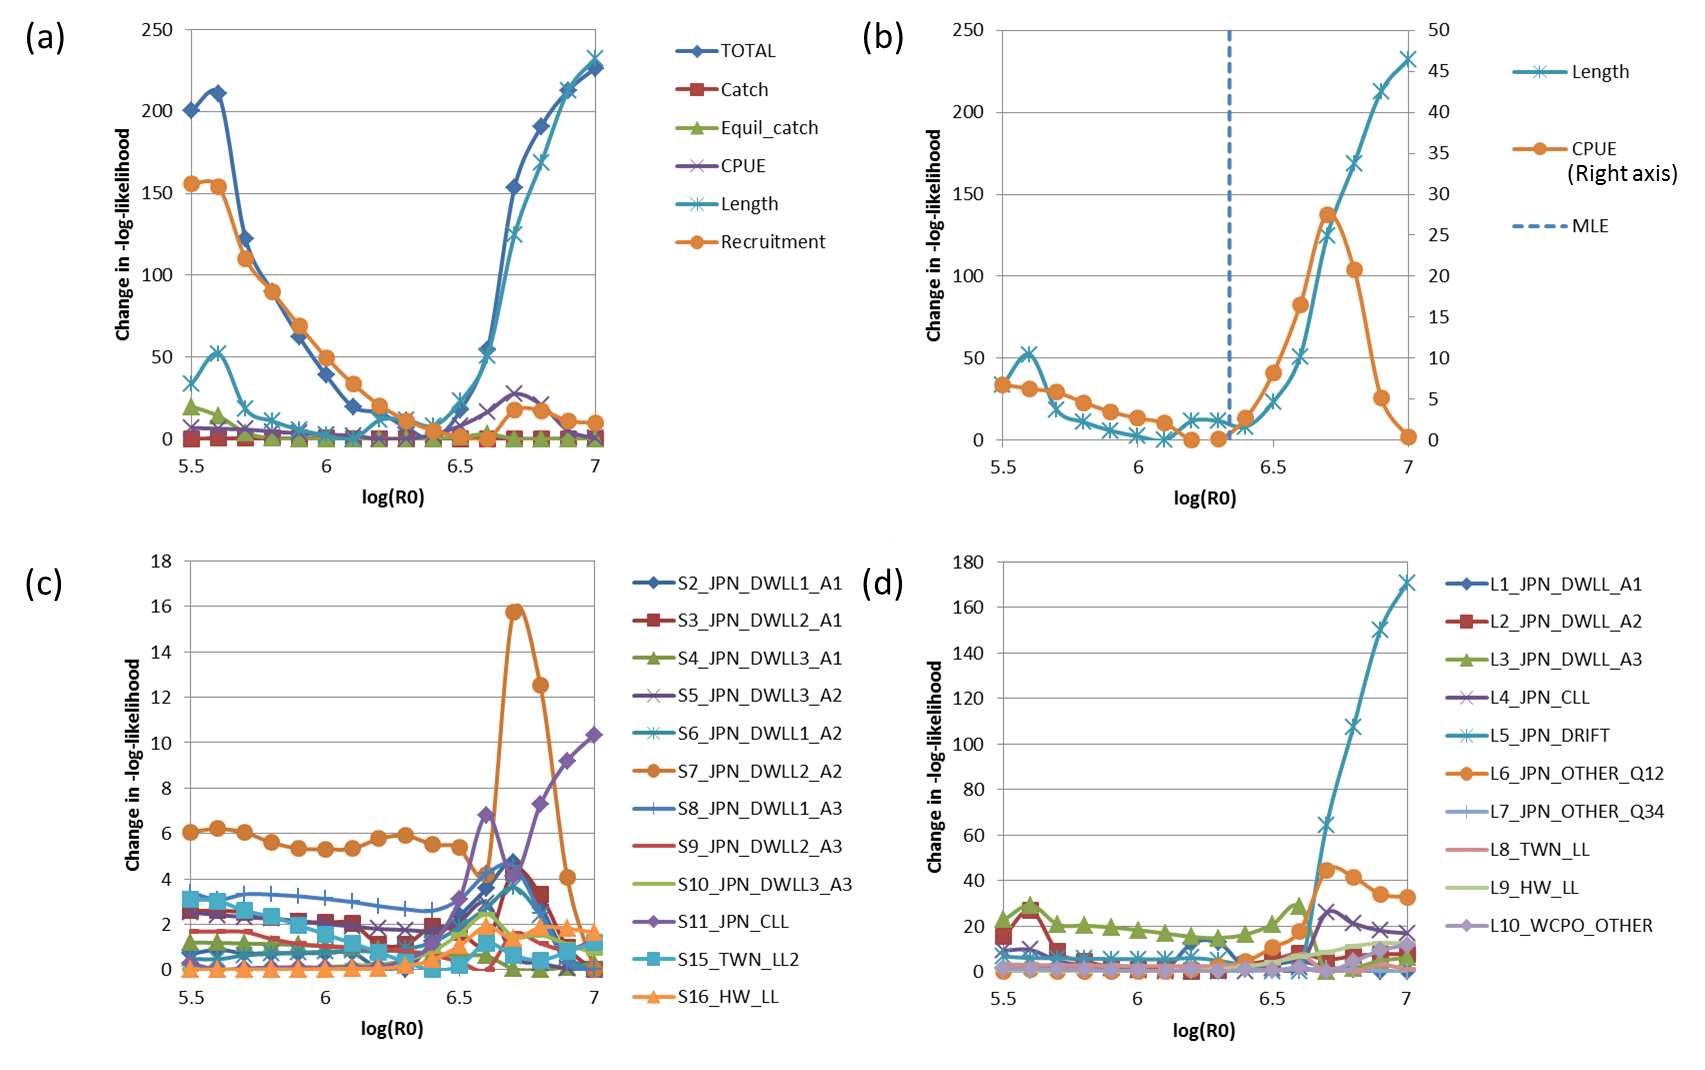 (a)
250
200
150
100
50
0
5.5
6
6.5
7
Change in -log-likelihood
log(R0)
TOTAL
Catch
Equil_catch
CPUE
Length
Recruitment
(b)
250
200
150
100
50
0
50
45
40
35
30
25
20
15
10
5
0
5.5
6
6.5
7
Change in -log-likelihood
log(R0)
Length
CPUE
(Right axis)
MLE
(c)
18
16
14
12
10
8
6
4
2
0
5.5
6
6.5
7
Change in -log-likelihood
log(R0)
S2_JPN_DWLL1_A1
S3_JPN_DWLL2_A1
S4_JPN_DWLL3_A1
S5_JPN_DWLL3_A2
S6_JPN_DWLL1_A2
S7_JPN_DWLL2_A2
S8_JPN_DWLL1_A3
S9_JPN_DWLL2_A3
S10_JPN_DWLL3_A3
S11_JPN_CLL
S15_TWN_LL2
S16_HW_LL
(d)
180
160
140
120
100
80
60
40
20
0
5.5
6
6.5
7
Change in -log-likelihood
log(R0)
L1_JPN_DWLL_A1
L2_JPN_DWLL_A2
L3_JPN_DWLL_A3
L4_JPN_CLL
L5_JPN_DRIFT
L6_JPN_OTHER_Q12
L7_JPN_OTHER_Q34
L8_TWN_LL
L9_HW_LL
L10_WCPO_OTHER